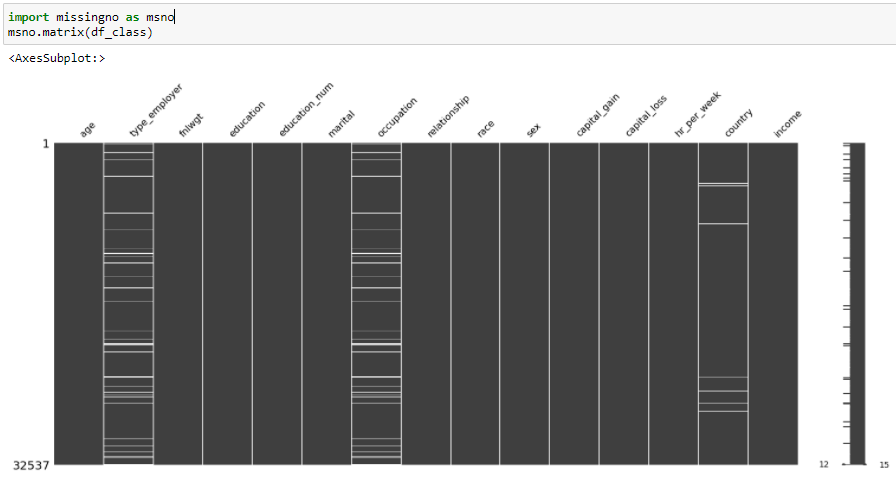 import missingno as msno
msno.matrix(df_class)
<AxesSubplot:>
age type_employer fnlwgt education education_num marital occupation relationship race sex capital_gain capital_loss hr_per_week country income
1
32537
12 15